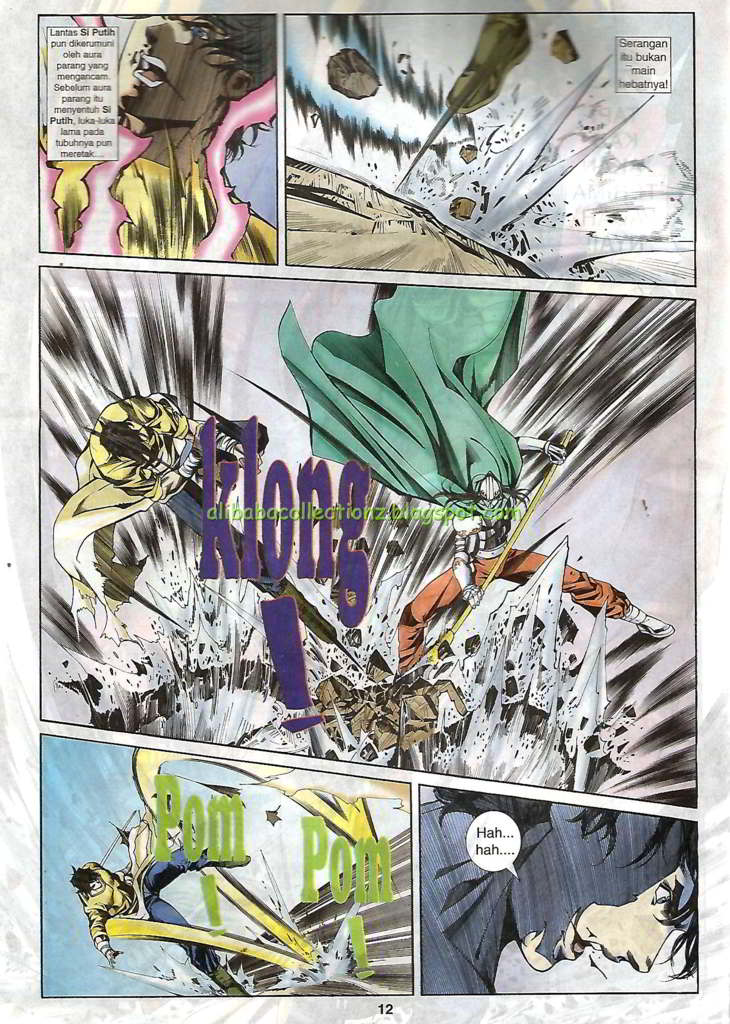 Lantas Si Putih
pun dikerumuni
oleh aura
parang yang
mengancam.
Sebelum aura
parang itu
menyentuh Si
Putih, luka-luka
lama pada
tubuhnya pun
meretak....
Serangan
itu bukan
main
hebatnya!
klong
!
alibabacollectionz.blogspot.com
Pom
!
Pom
!
Hah...
hah....
12